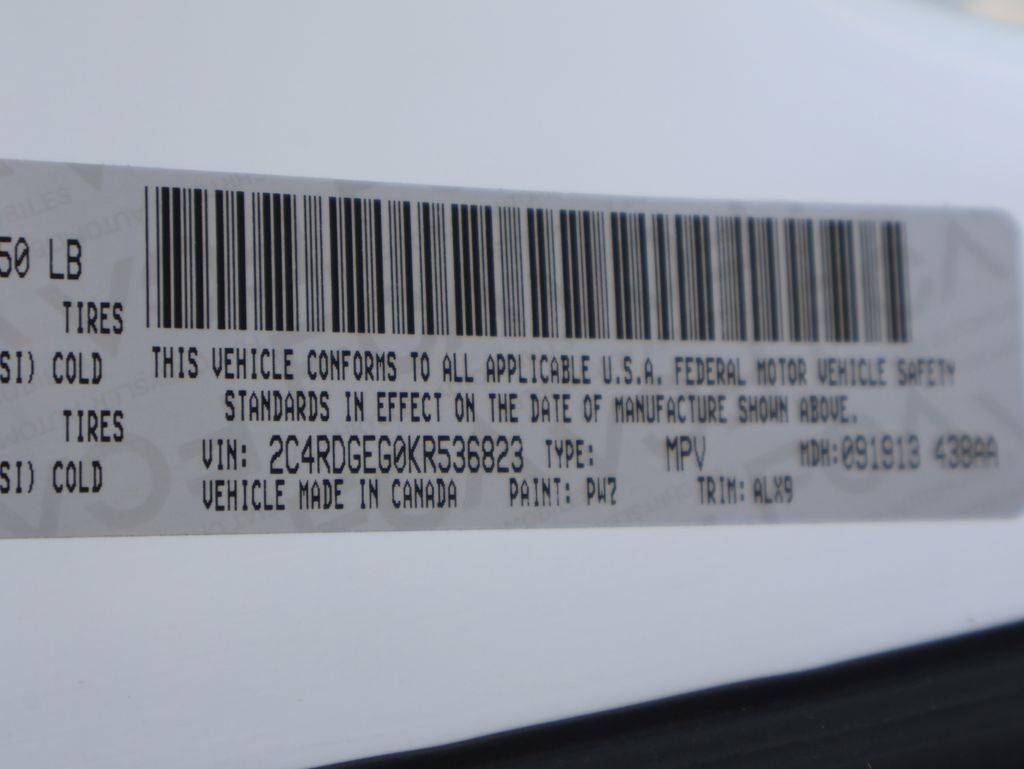 50 LB
TIRES
SI) COLD
TIRES
SI) COLD
THIS VEHICLE CONFORMS TO ALL APPLICABLE U.S.A. FEDERAL MOTOR VEHICLE SAFETY
STANDARDS IN EFFECT ON THE DATE OF MANUFACTURE SHOWN ABOVE.
VIN: 2C4RDGEG0KR536823 TYPE: MPV MDH:091913 438AA
VEHICLE MADE IN CANADA PAINT: PW7 TRIM: ALX9